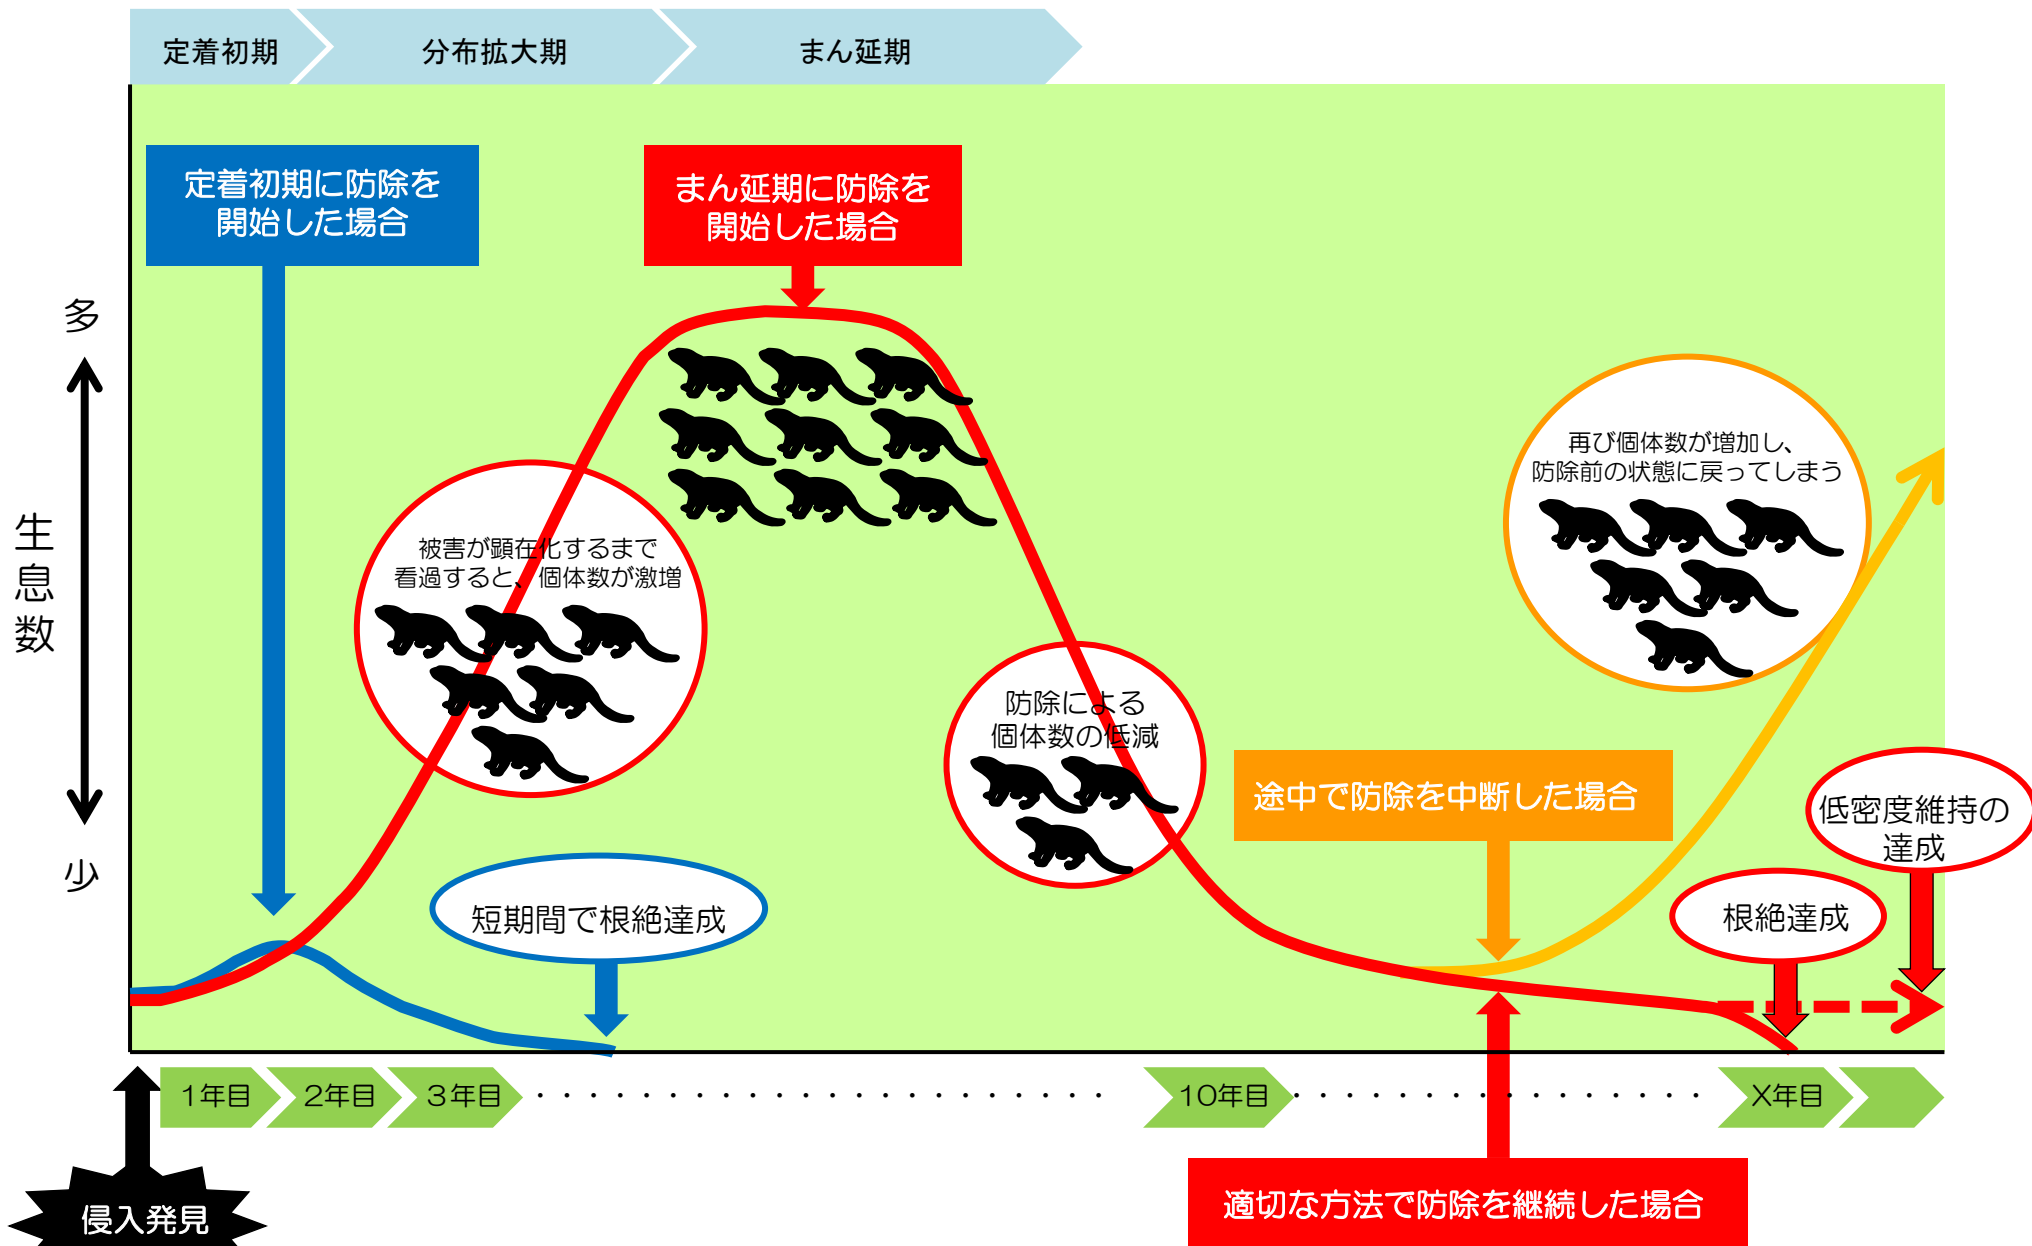 定着初期
分布拡大期
まん延期
定着初期に防除を
開始した場合
まん延期に防除を
開始した場合
多
生息数
少
被害が顕在化するまで
看過すると、個体数が激増
再び個体数が増加し、
防除前の状態に戻ってしまう
防除による
個体数の低減
途中で防除を中断した場合
低密度維持の
達成
短期間で根絶達成
根絶達成
1年目
2年目
3年目
・・・・・・・・・・・・・・・・・・・・・・
10年目
・・・・・・・・・・・・・・・・
X年目
侵入発見
適切な方法で防除を継続した場合